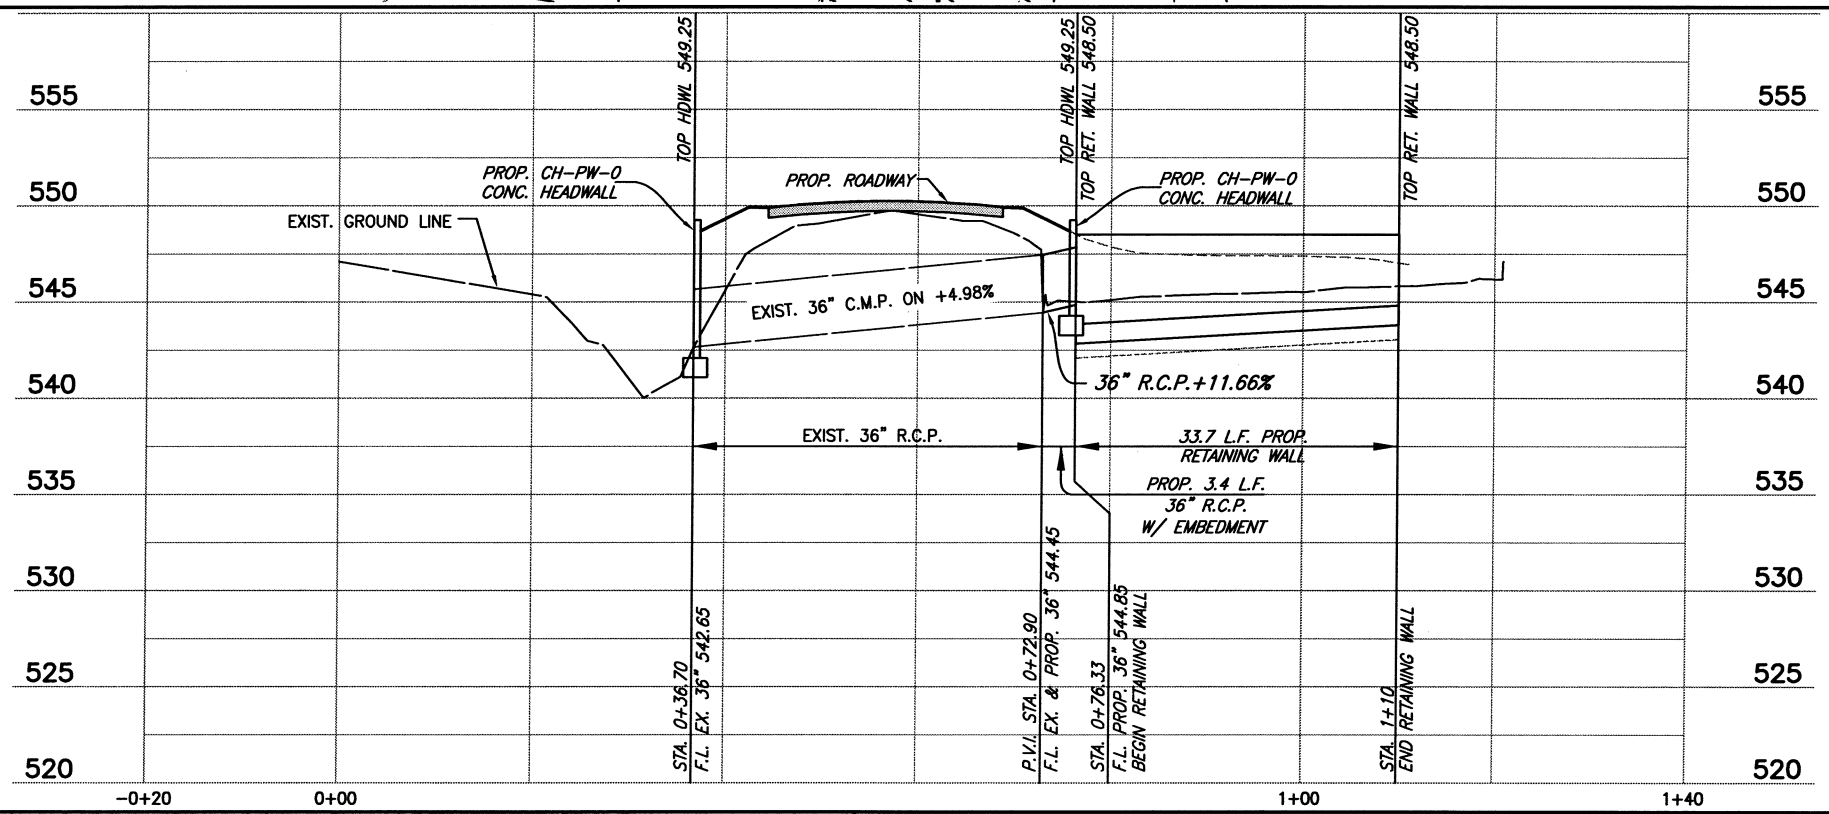 TOP HDWL 549.25
TOP HDWL 549.25
TOP RET. WALL 548.50
TOP RET. WALL 548.50
555
555
PROP. CH-PW-0
CONC. HEADWALL
PROP. ROADWAY
PROP. CH-PW-0
CONC. HEADWALL
550
550
EXIST. GROUND LINE
545
545
EXIST. 36" C.M.P. ON +4.98%
540
540
36" R.C.P.+11.66%
EXIST. 36" R.C.P.
33.7 L.F. PROP.
RETAINING WALL
535
535
PROP. 3.4 L.F.
36" R.C.P.
W/ EMBEDMENT
530
530
525
525
520
520
STA. 0+36.70
F.L. EX. 36" 542.65
P.V.I. STA. 0+72.90
F.L. EX. & PROP. 36" 544.45
STA. 0+76.33
F.L. PROP. 36" 544.85
BEGIN RETAINING WALL
STA. 1+10
END RETAINING WALL
-0+20
0+00
1+00
1+40